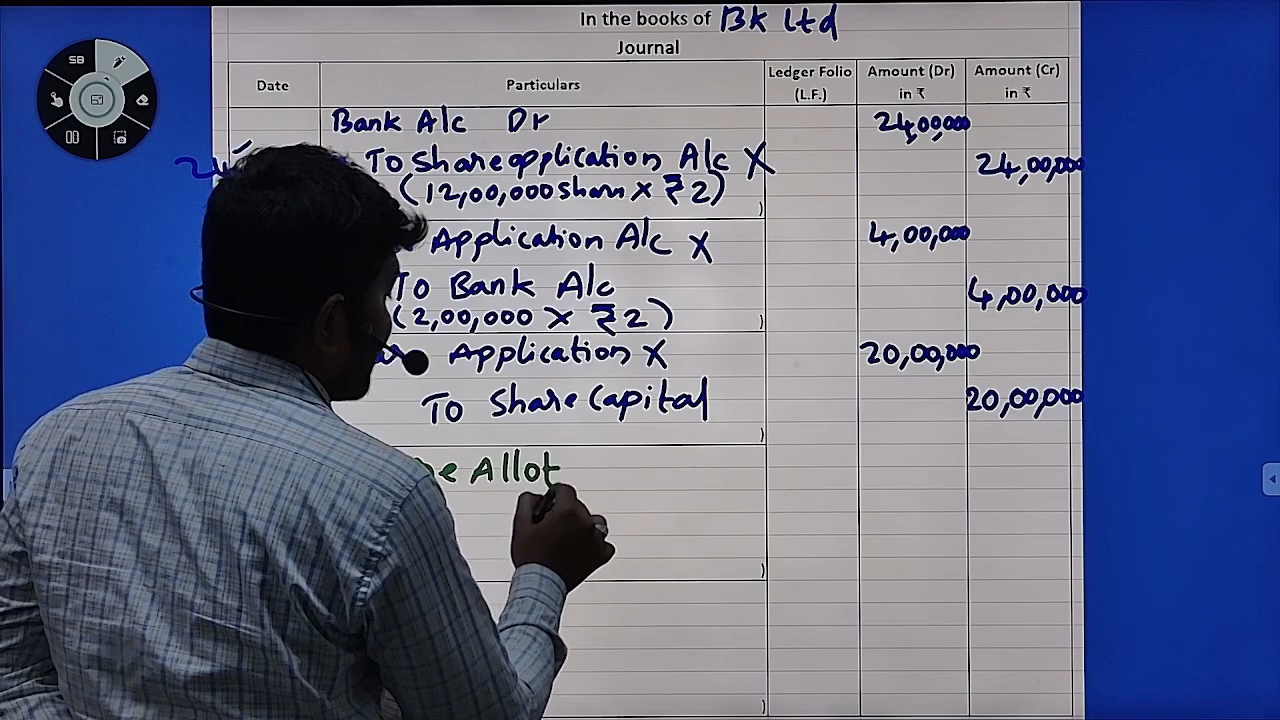 In the books of BK Ltd
Journal
Date Particulars Ledger Folio (L.F.) Amount (Dr) in ₹ Amount (Cr) in ₹
Bank A/c Dr 24,00,000
To Share application A/c X 24,00,000
(12,00,000 share x ₹2)
)
Application A/c X 4,00,000
To Bank A/c 4,00,000
(2,00,000 x ₹2)
)
Application X 20,00,000
To Share Capital 20,00,000
)
Allot
)
)
SB